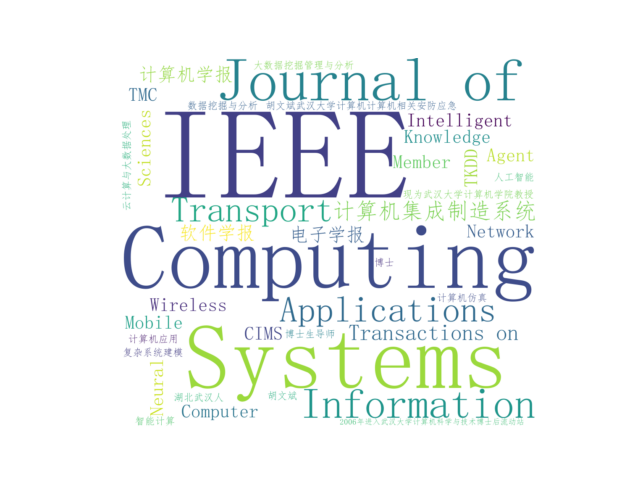 大数据挖掘管理与分析
计算机学报
Journal of
TMC
数据挖掘与分析
胡文斌武汉大学计算机计算机相关安防应急
IEEE
Intelligent
Sciences
云计算与大数据处理
Knowledge
Member
TKDD
Agent
人工智能
现为武汉大学计算机学院教授
Transport
计算机集成制造系统
软件学报
电子学报
Network
Computing
博士
Wireless
Applications
计算机仿真
Mobile
CIMS
博士生导师
Transactions on
计算机应用
复杂系统建模
Systems
Neural
湖北武汉人
胡文斌
Information
Computer
智能计算
2006年进入武汉大学计算机科学与技术博士后流动站